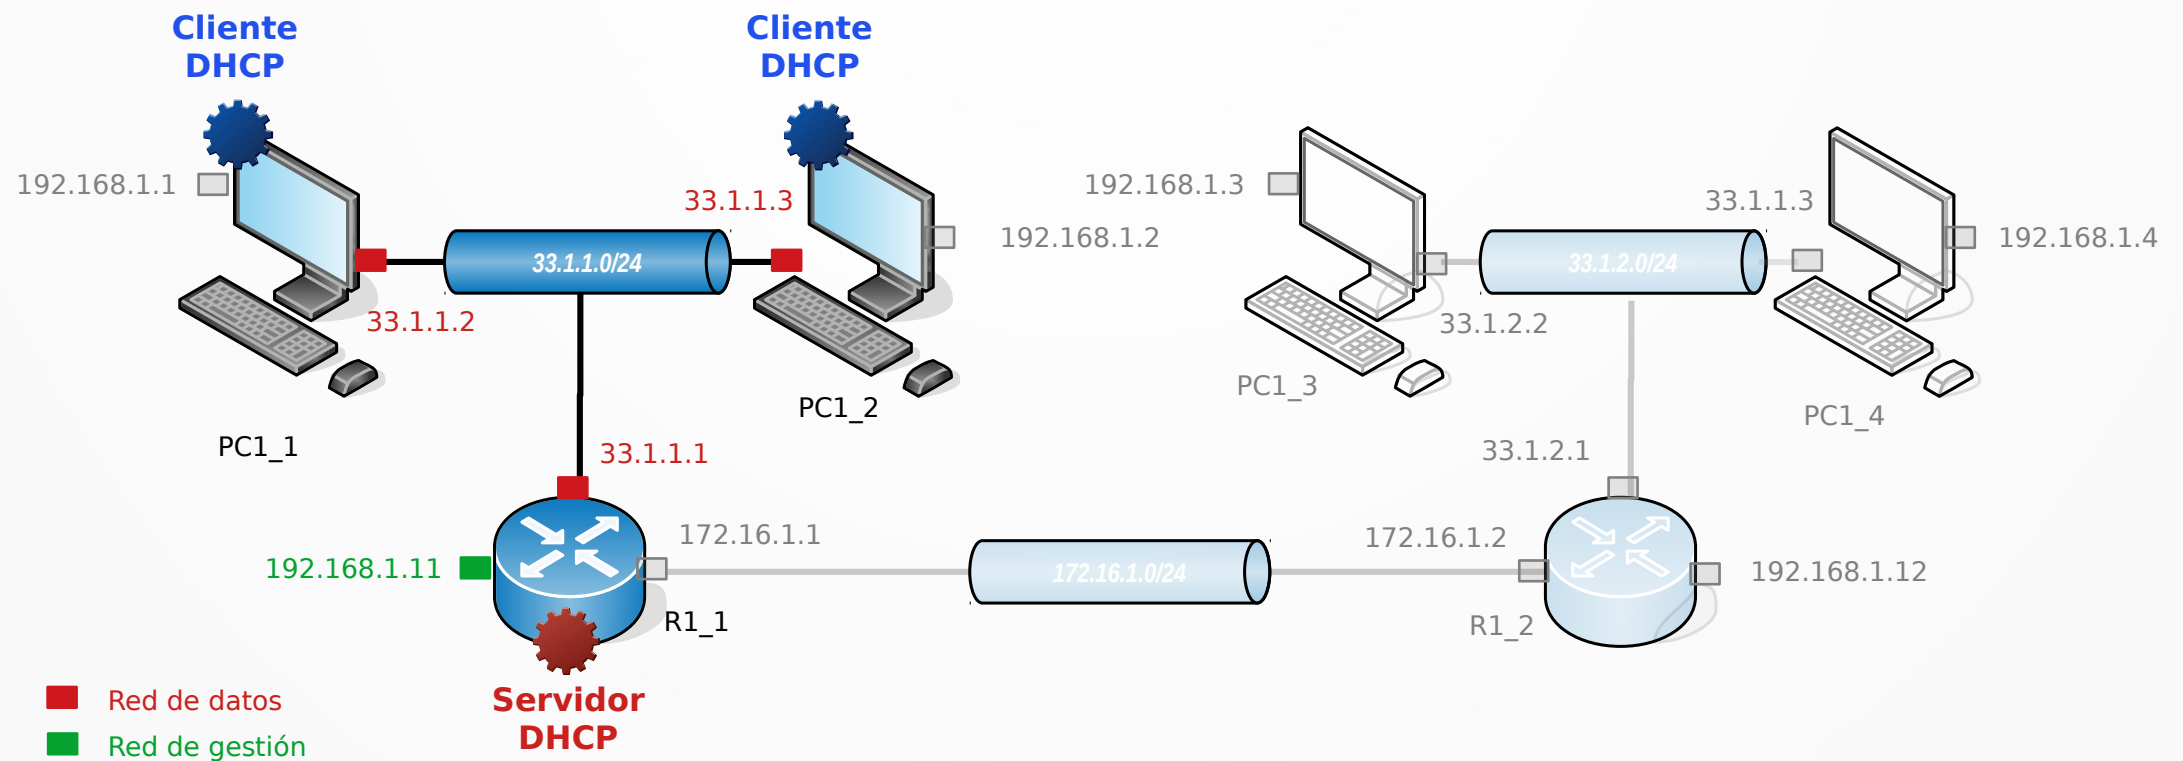 Cliente
DHCP
Cliente
DHCP
192.168.1.1
33.1.1.3
192.168.1.2
192.168.1.3
33.1.1.3
192.168.1.4
33.1.1.0/24
33.1.2.0/24
33.1.1.2
33.1.2.2
PC1_1
PC1_2
PC1_3
PC1_4
33.1.1.1
33.1.2.1
192.168.1.11
172.16.1.1
172.16.1.0/24
172.16.1.2
192.168.1.12
R1_1
R1_2
Servidor
DHCP
Red de datos
Red de gestión